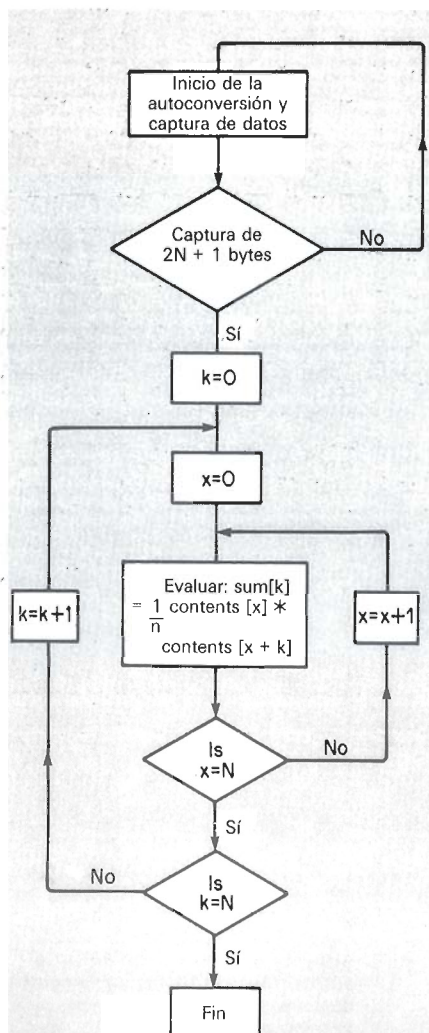 Inicio de la
autoconversión y
captura de datos
Captura de
2N + 1 bytes
No
Sí
k=0
x=0
Evaluar: sum[k]
= 1/n contents [x] *
contents [x + k]
k=k+1
x=x+1
Is
x=N
No
Sí
Is
k=N
No
Sí
Fin